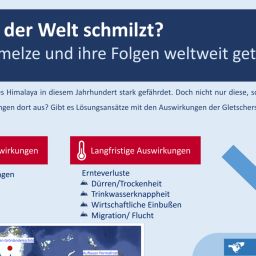 der Welt schmilzt?
melze und ihre Folgen weltweit get
s Himalaya in diesem Jahrhundert stark gefährdet. Doch nicht nur diese, so
ngen dort aus? Gibt es Lösungsansätze mit den Auswirkungen der Gletschers
wirkungen
Langfristige Auswirkungen
ngen
Ernteverluste
Dürren/Trockenheit
Trinkwasserknappheit
Wirtschaftliche Einbußen
Migration/ Flucht